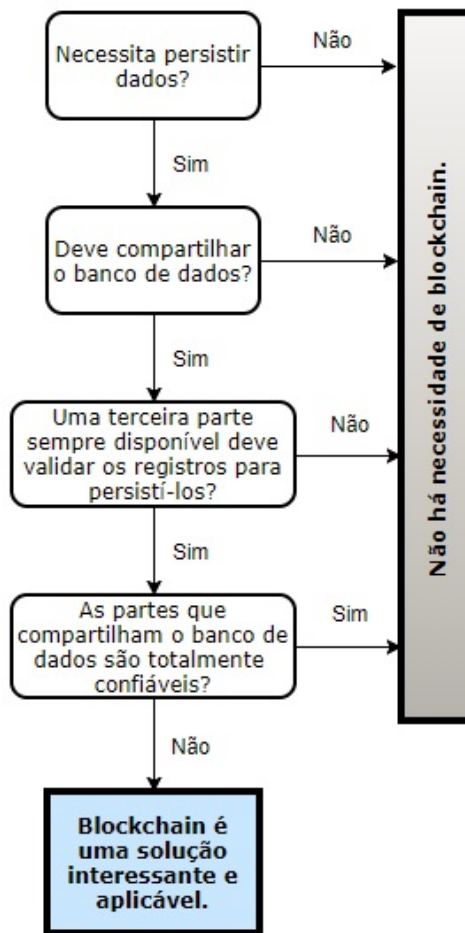 Necessita persistir
dados?
Não
Sim
Deve compartilhar
o banco de dados?
Não
Sim
Uma terceira parte
sempre disponível deve
validar os registros para
persistí-los?
Não
Sim
As partes que
compartilham o banco de
dados são totalmente
confiáveis?
Sim
Não
Blockchain é
uma solução
interessante e
aplicável.
Não há necessidade de blockchain.